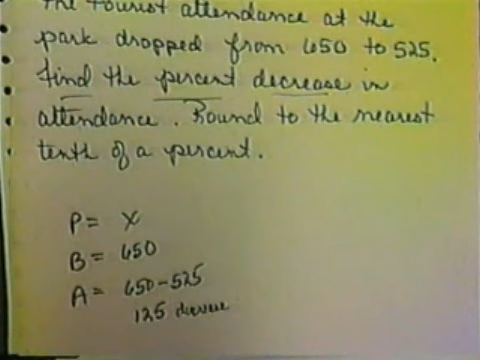 The tourist attendance at the
park dropped from 650 to 525.
Find the percent decrease in
attendance. Round to the nearest
tenth of a percent.
P = X
B = 650
A = 650-525
125 decrease